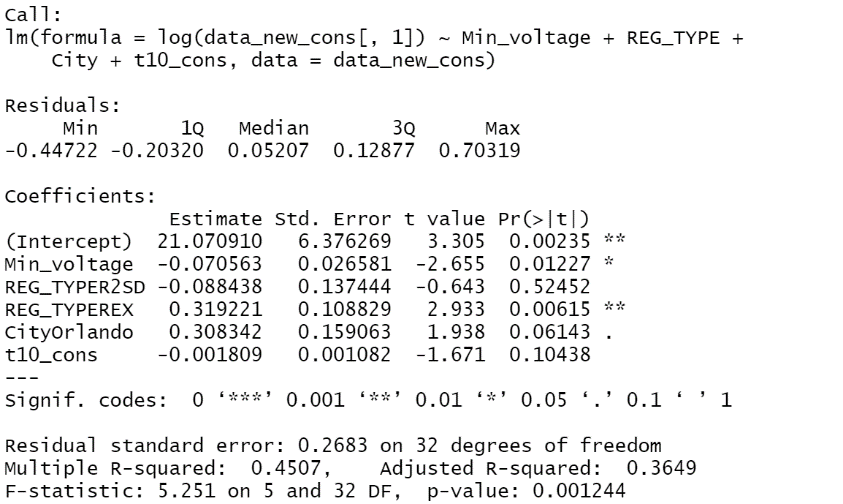 Call:
lm(formula = log(data_new_cons[, 1]) ~ Min_voltage + REG_TYPE +
    City + t10_cons, data = data_new_cons)

Residuals:
     Min       1Q   Median       3Q      Max
-0.44722 -0.20320  0.05207  0.12877  0.70319

Coefficients:
             Estimate Std. Error t value Pr(>|t|)
(Intercept)  21.070910   6.376269   3.305  0.00235 **
Min_voltage  -0.070563   0.026581  -2.655  0.01227 *
REG_TYPER2SD -0.088438   0.137444  -0.643  0.52452
REG_TYPEREX   0.319221   0.108829   2.933  0.00615 **
CityOrlando   0.308342   0.159063   1.938  0.06143 .
t10_cons     -0.001809   0.001082  -1.671  0.10438
---
Signif. codes:  0 ‘***’ 0.001 ‘**’ 0.01 ‘*’ 0.05 ‘.’ 0.1 ‘ ’ 1

Residual standard error: 0.2683 on 32 degrees of freedom
Multiple R-squared:  0.4507,    Adjusted R-squared:  0.3649
F-statistic: 5.251 on 5 and 32 DF,  p-value: 0.001244